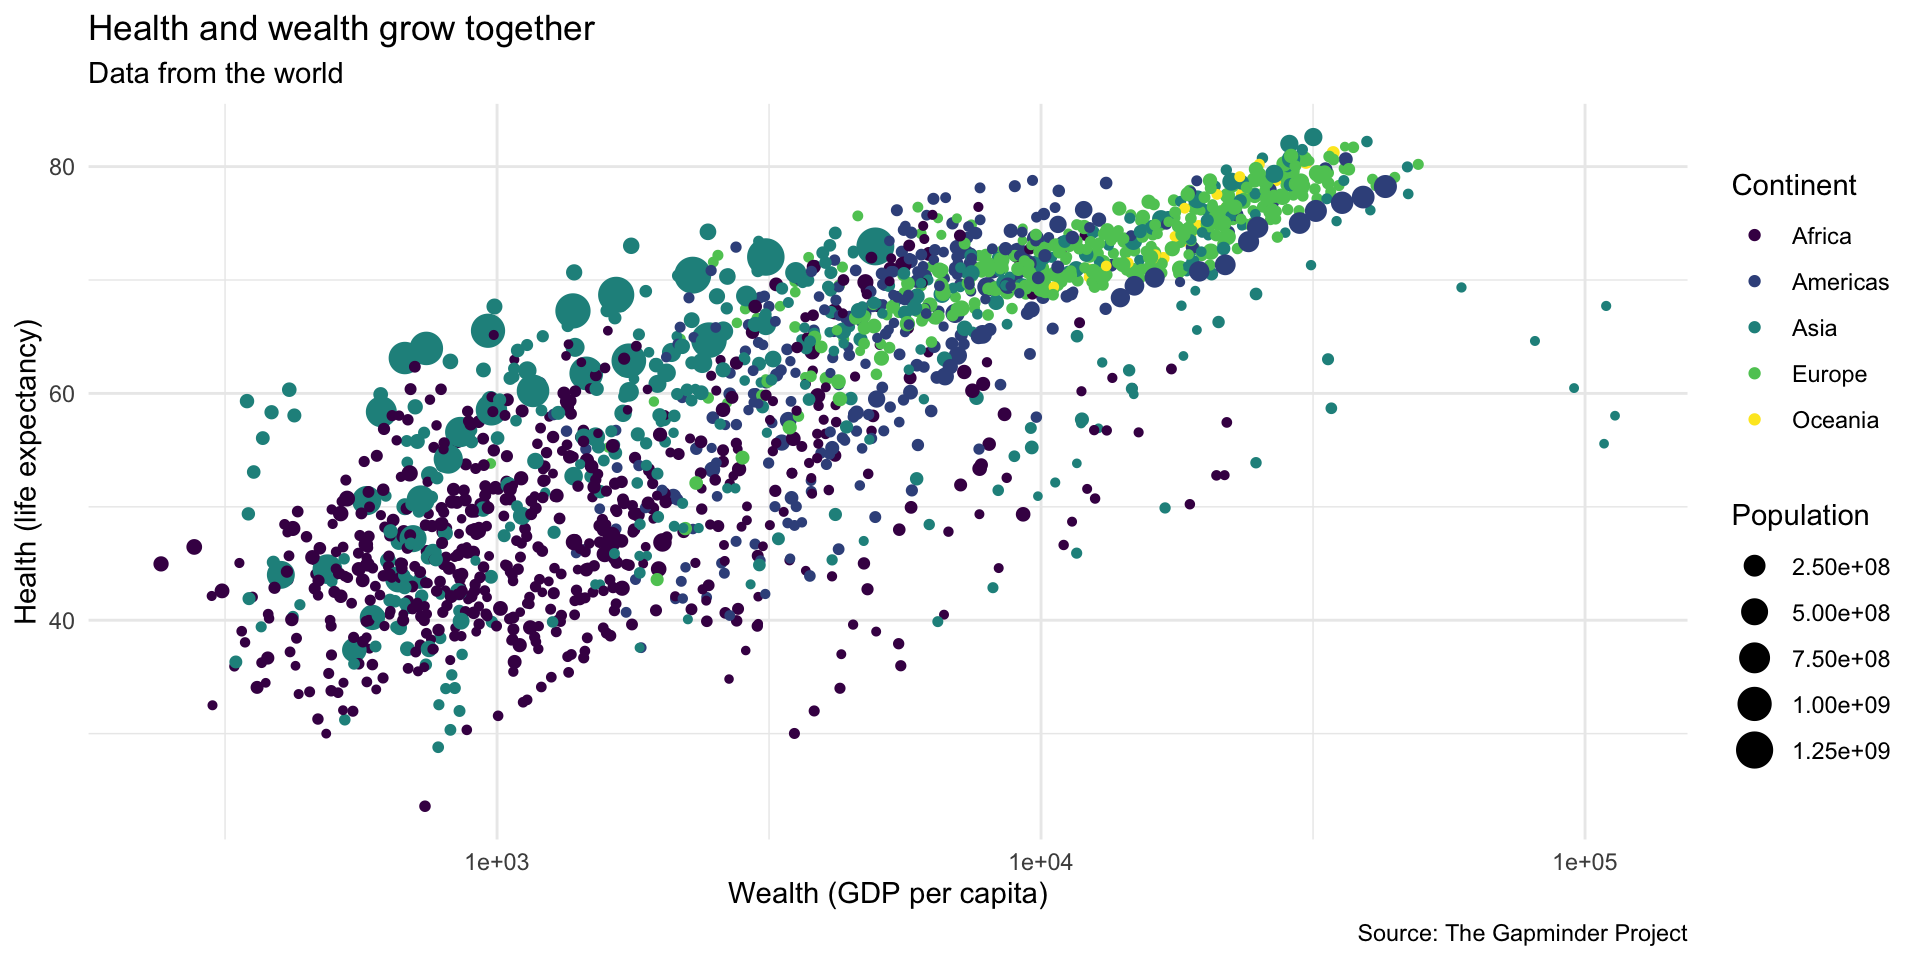 Health and wealth grow together
Data from the world
Health (life expectancy)
80
60
40
1e+03
1e+04
1e+05
Wealth (GDP per capita)
Continent
Africa
Americas
Asia
Europe
Oceania
Population
2.50e+08
5.00e+08
7.50e+08
1.00e+09
1.25e+09
Source: The Gapminder Project